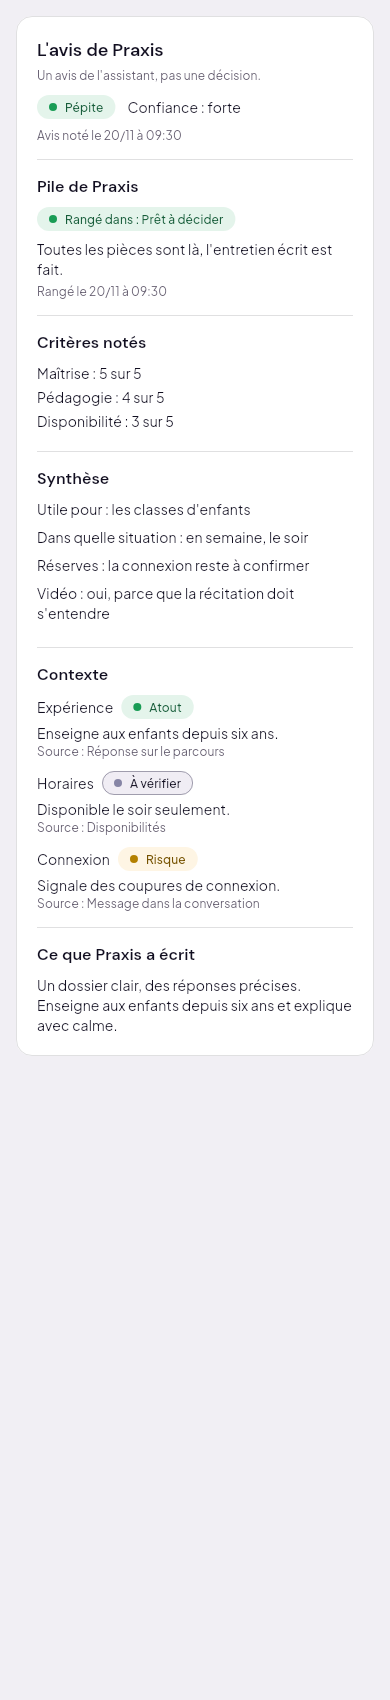 L'avis de Praxis
Un avis de l'assistant, pas une décision.
Pépite Confiance : forte
Avis noté le 20/11 à 09:30
Pile de Praxis
Rangé dans : Prêt à décider
Toutes les pièces sont là, l'entretien écrit est
fait.
Rangé le 20/11 à 09:30
Critères notés
Maîtrise : 5 sur 5
Pédagogie : 4 sur 5
Disponibilité : 3 sur 5
Synthèse
Utile pour : les classes d'enfants
Dans quelle situation : en semaine, le soir
Réserves : la connexion reste à confirmer
Vidéo : oui, parce que la récitation doit
s'entendre
Contexte
Expérience Atout
Enseigne aux enfants depuis six ans.
Source : Réponse sur le parcours
Horaires À vérifier
Disponible le soir seulement.
Source : Disponibilités
Connexion Risque
Signale des coupures de connexion.
Source : Message dans la conversation
Ce que Praxis a écrit
Un dossier clair, des réponses précises.
Enseigne aux enfants depuis six ans et explique
avec calme.